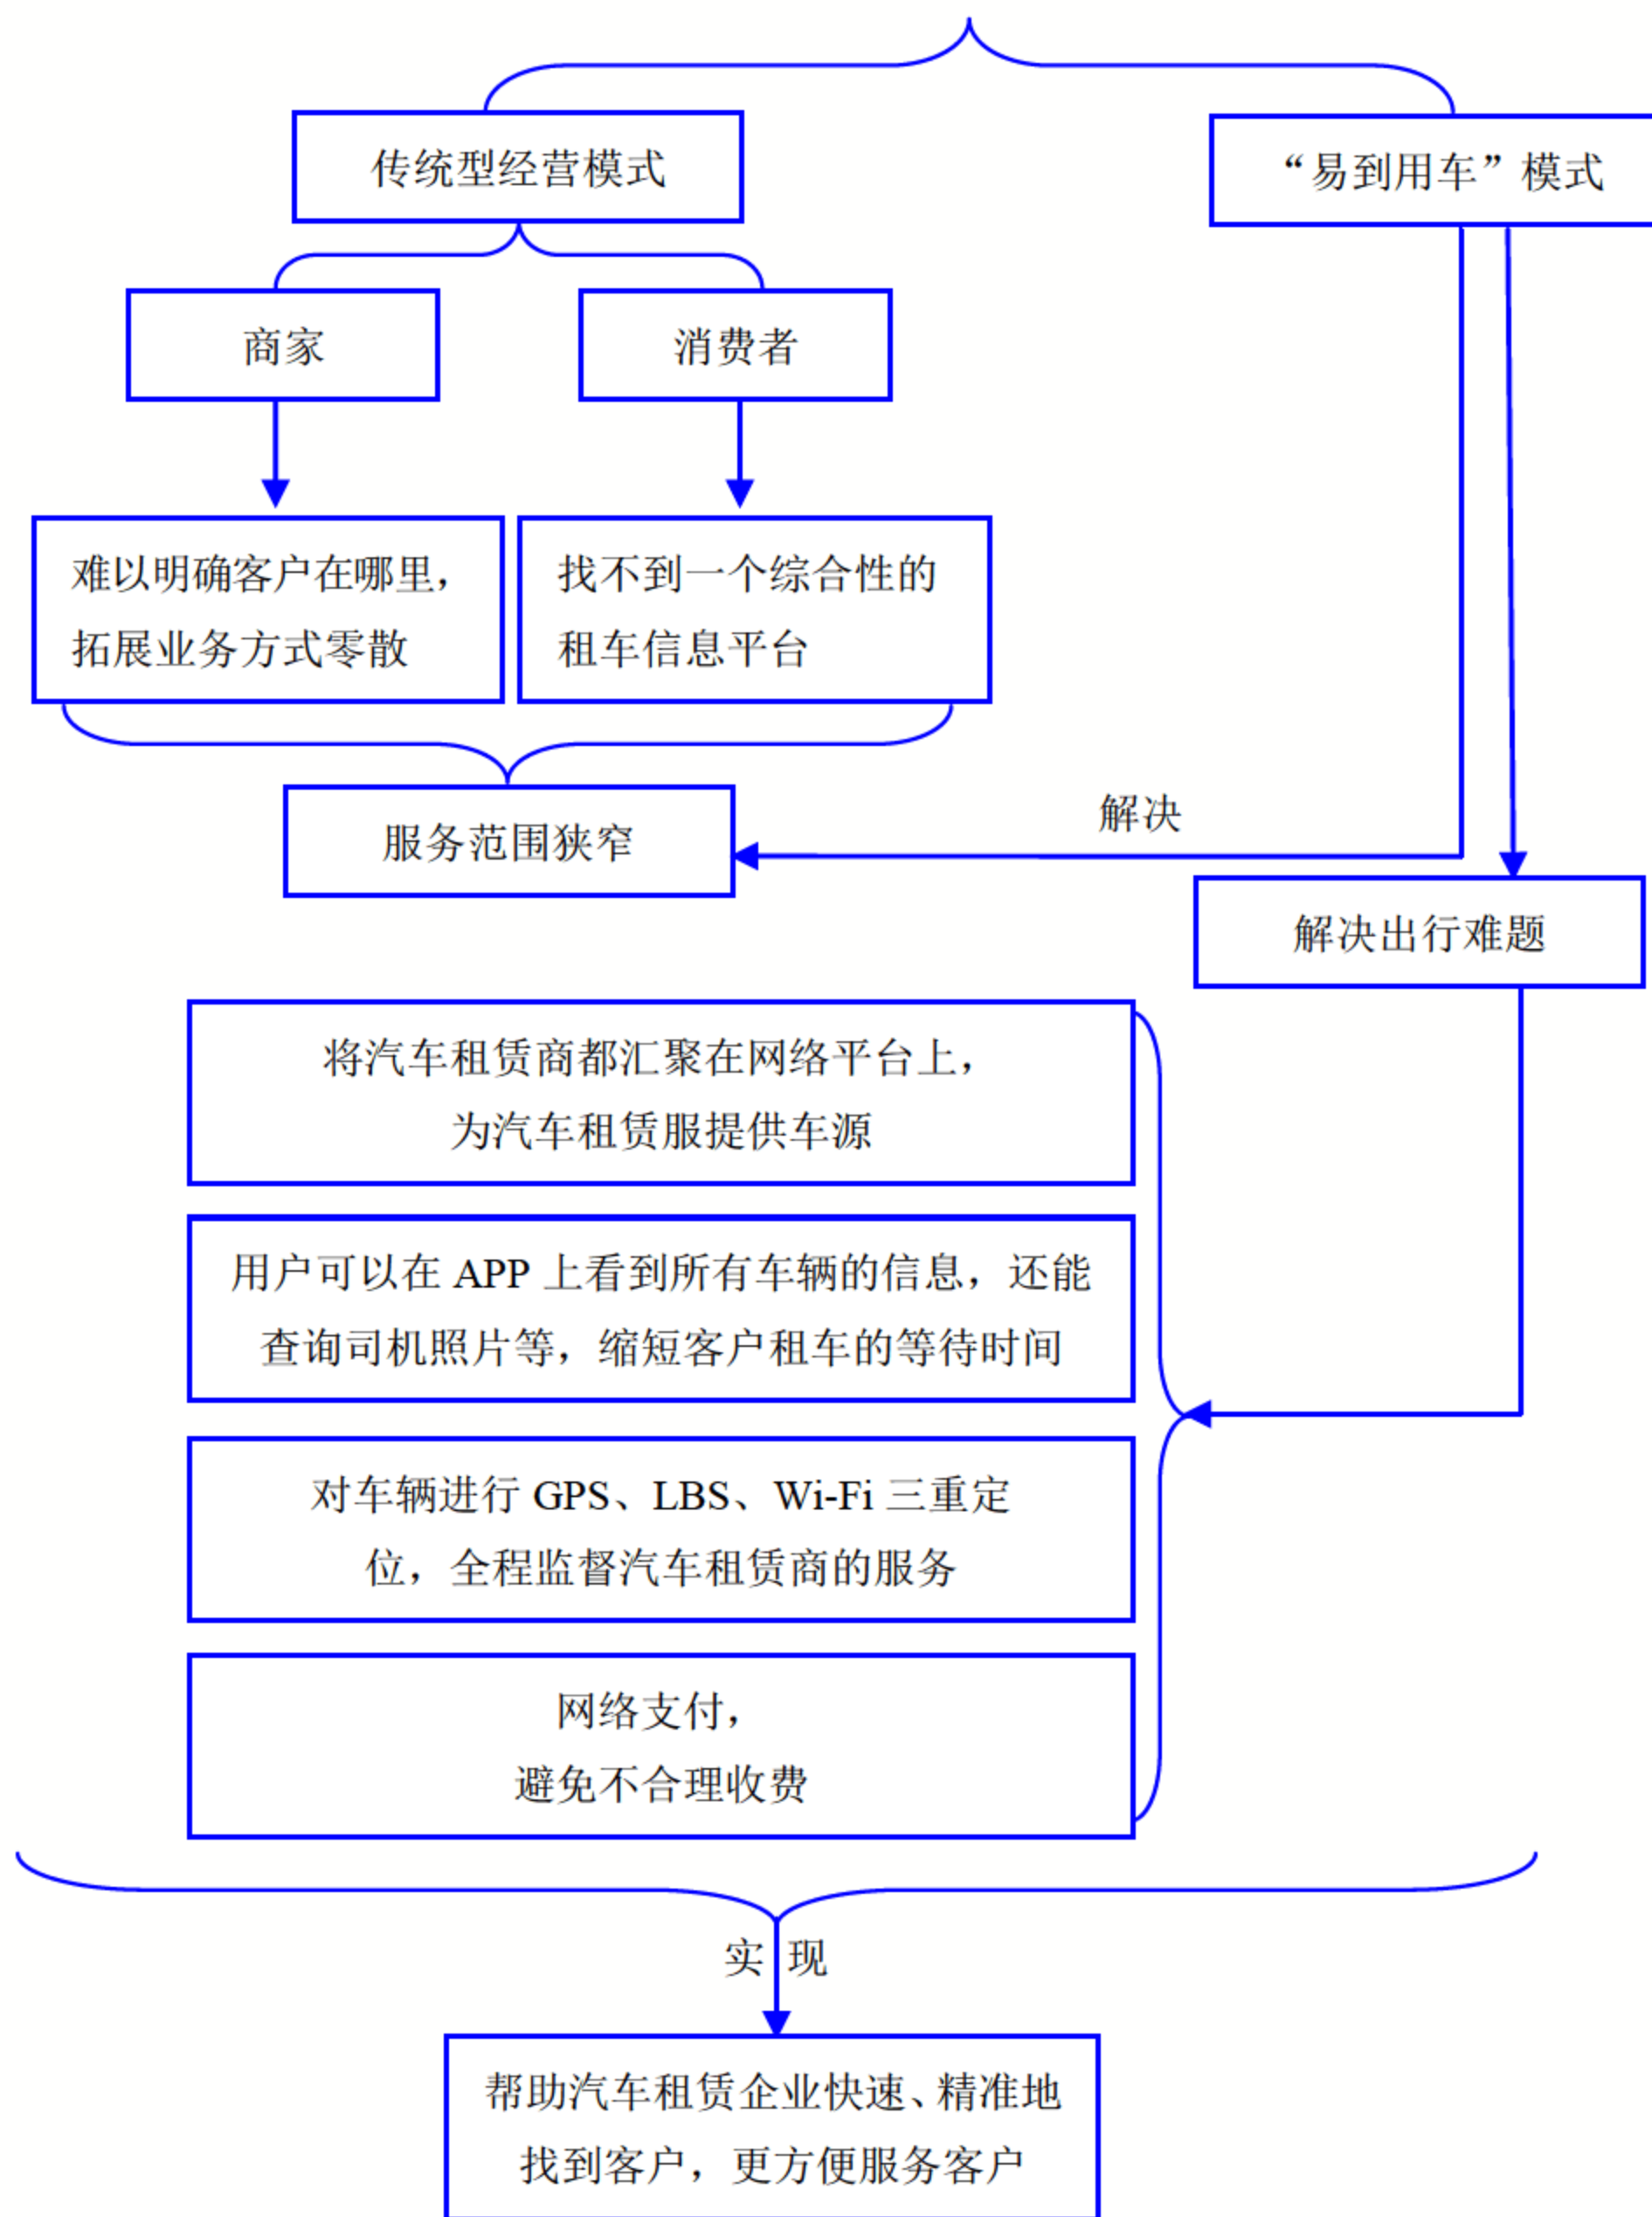 传统型经营模式
“易到用车”模式
商家
消费者
难以明确客户在哪里，
拓展业务方式零散
找不到一个综合性的
租车信息平台
服务范围狭窄
解决
解决出行难题
将汽车租赁商都汇聚在网络平台上，
为汽车租赁服提供车源
用户可以在 APP 上看到所有车辆的信息，还能
查询司机照片等，缩短客户租车的等待时间
对车辆进行 GPS、LBS、Wi-Fi 三重定
位，全程监督汽车租赁商的服务
网络支付，
避免不合理收费
实现
帮助汽车租赁企业快速、精准地
找到客户，更方便服务客户